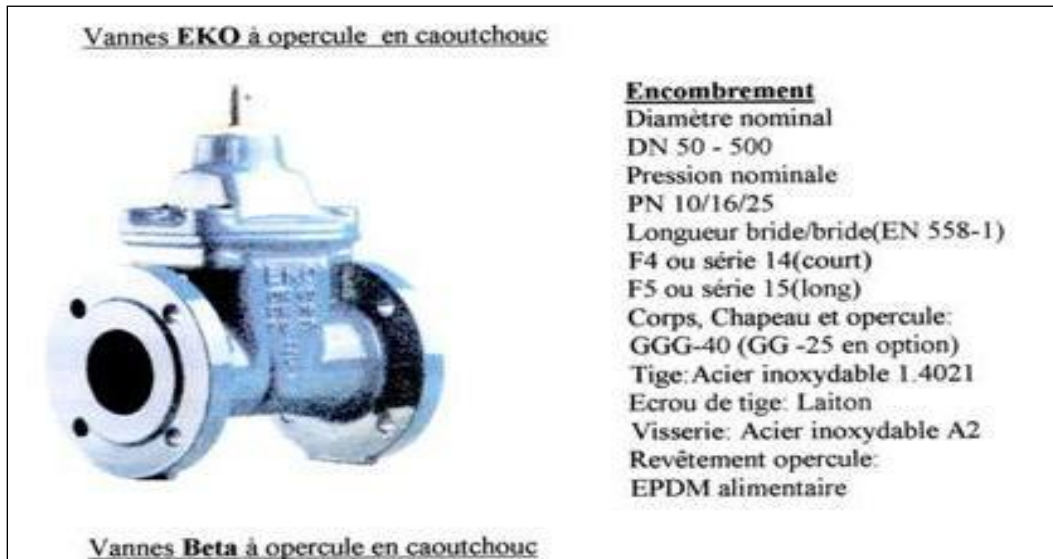 Vannes EKO à opercule en caoutchouc
Encombrement
Diamètre nominal
DN 50 - 500
Pression nominale
PN 10/16/25
Longueur bride/bride(EN 558-1)
F4 ou série 14(court)
F5 ou série 15(long)
Corps, Chapeau et opercule:
GGG-40 (GG -25 en option)
Tige: Acier inoxydable 1.4021
Ecrou de tige: Laiton
Visserie: Acier inoxydable A2
Revêtement opercule:
EPDM alimentaire
Vannes Beta à opercule en caoutchouc